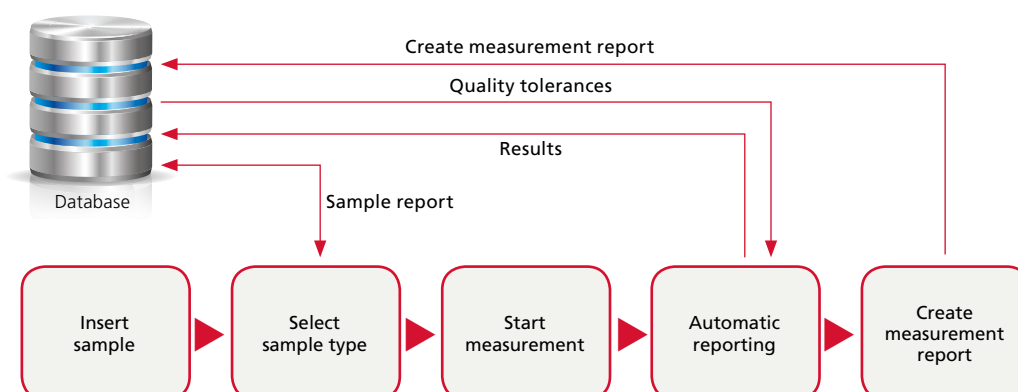 Create measurement report
Quality tolerances
Results
Database
Sample report
Insert
sample
Select
sample type
Start
measurement
Automatic
reporting
Create
measurement
report